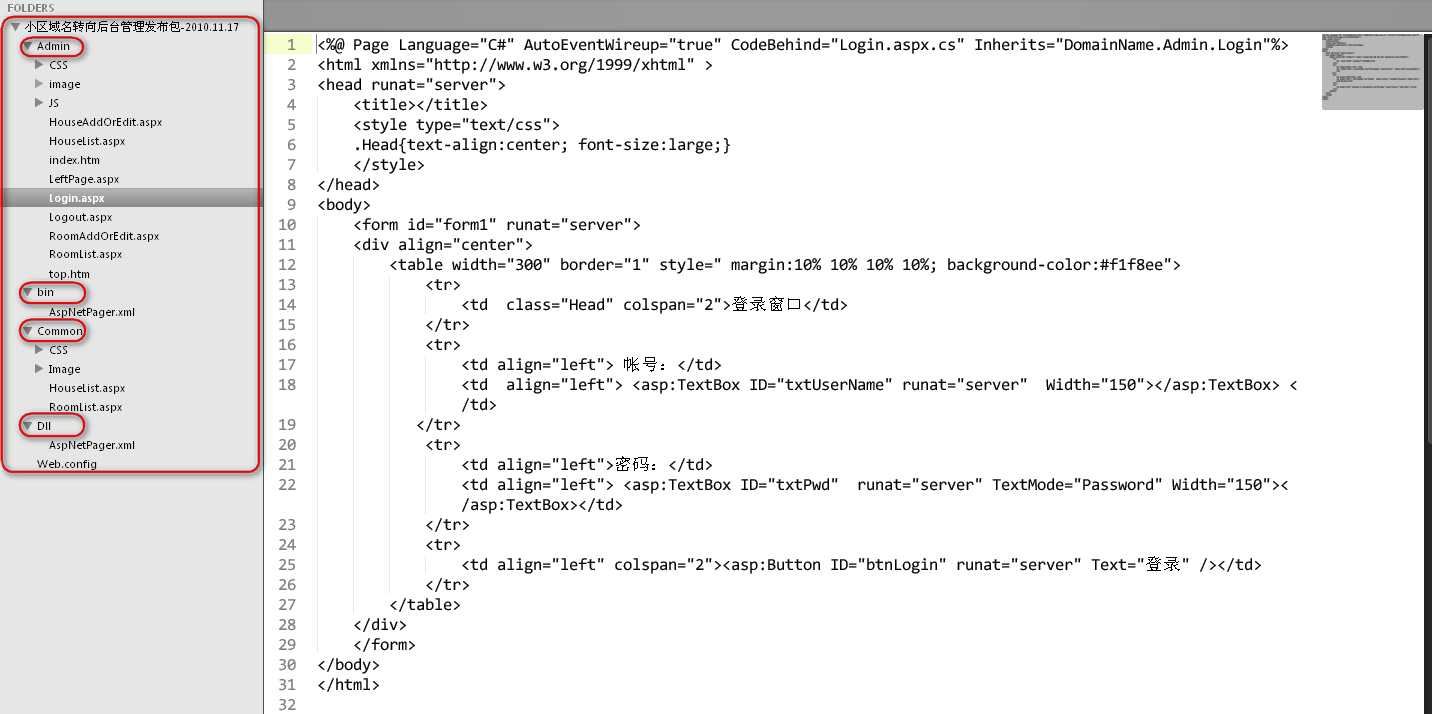 FOLDERS
小区域名转向后台管理发布包-2010.11.17
Admin
CSS
image
JS
HouseAddOrEdit.aspx
HouseList.aspx
index.htm
LeftPage.aspx
Login.aspx
Logout.aspx
RoomAddOrEdit.aspx
RoomList.aspx
top.htm
bin
AspNetPager.xml
Common
CSS
Image
HouseList.aspx
RoomList.aspx
Dll
AspNetPager.xml
Web.config
1 <%@ Page Language="C#" AutoEventWireup="true" CodeBehind="Login.aspx.cs" Inherits="DomainName.Admin.Login"%>
2 <html xmlns="http://www.w3.org/1999/xhtml" >
3 <head runat="server">
4 <title></title>
5 <style type="text/css">
6 .Head{text-align:center; font-size:large;}
7 </style>
8 </head>
9 <body>
10 <form id="form1" runat="server">
11 <div align="center">
12 <table width="300" border="1" style=" margin:10% 10% 10% 10%; background-color:#f1f8ee">
13 <tr>
14 <td  class="Head" colspan="2">登录窗口</td>
15 </tr>
16 <tr>
17 <td align="left"> 帐号：</td>
18 <td  align="left"> <asp:TextBox ID="txtUserName" runat="server"  Width="150"></asp:TextBox> <
/td>
19 </tr>
20 <tr>
21 <td align="left">密码：</td>
22 <td align="left"> <asp:TextBox ID="txtPwd"  runat="server" TextMode="Password" Width="150"><
/asp:TextBox></td>
23 </tr>
24 <tr>
25 <td align="left" colspan="2"><asp:Button ID="btnLogin" runat="server" Text="登录" /></td>
26 </tr>
27 </table>
28 </div>
29 </form>
30 </body>
31 </html>
32